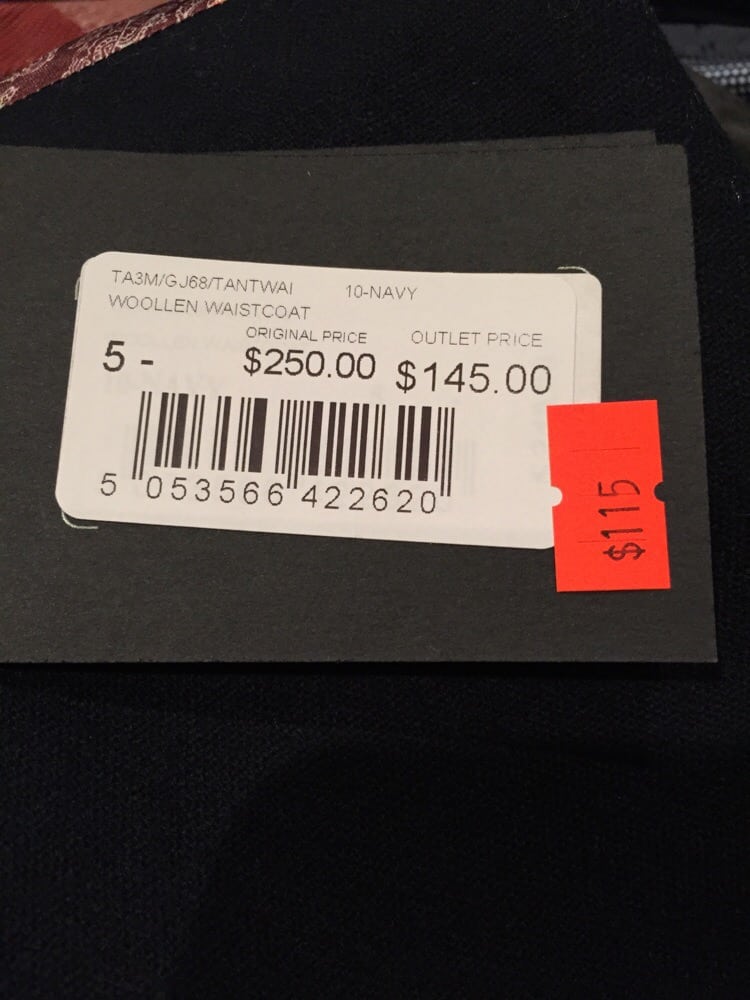 TA3M/GJ68/TANTWAI 10-NAVY
WOOLLEN WAISTCOAT
ORIGINAL PRICE OUTLET PRICE
5 - $250.00 $145.00
5 053566 422620
$115